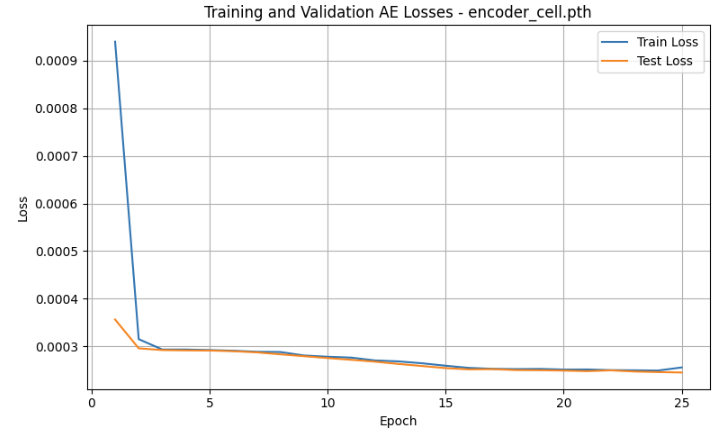 Training and Validation AE Losses - encoder_cell.pth
Train Loss
Test Loss
0.0009
0.0008
0.0007
0.0006
0.0005
0.0004
0.0003
Loss
0
5
10
15
20
25
Epoch